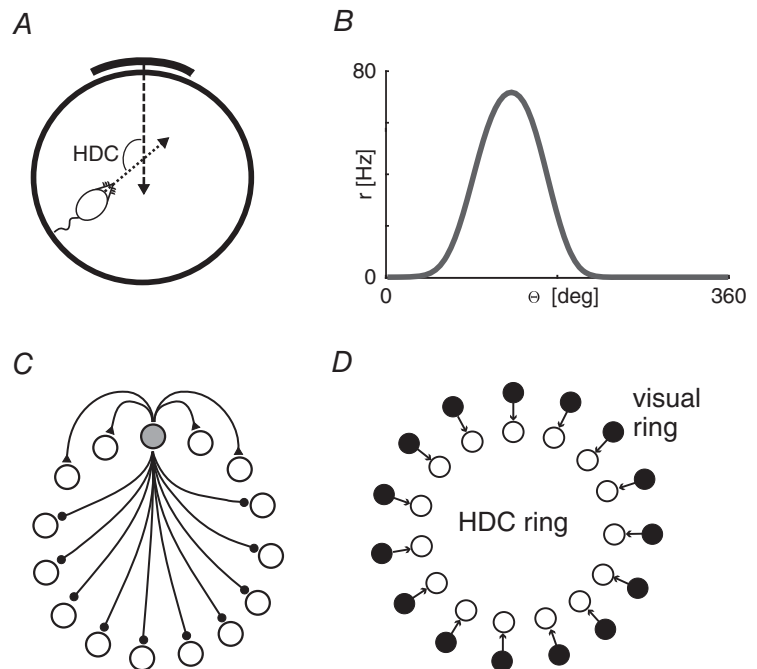 A
HDC
B
80
r [Hz]
0
0
Θ [deg]
360
C
D
visual
ring
HDC ring